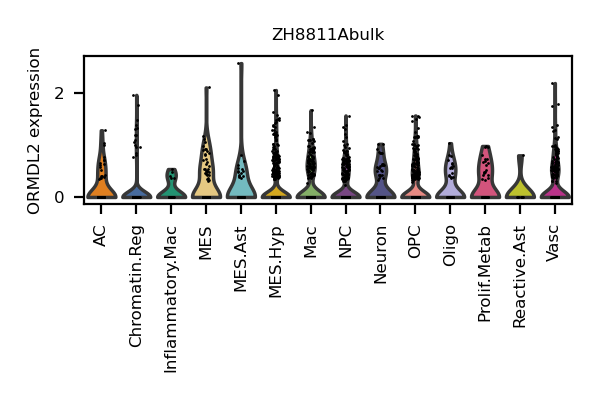 ZH8811Abulk
ORMDL2 expression
2
0
AC
Chromatin.Reg
Inflammatory.Mac
MES
MES.Ast
MES.Hyp
Mac
NPC
Neuron
OPC
Oligo
Prolif.Metab
Reactive.Ast
Vasc